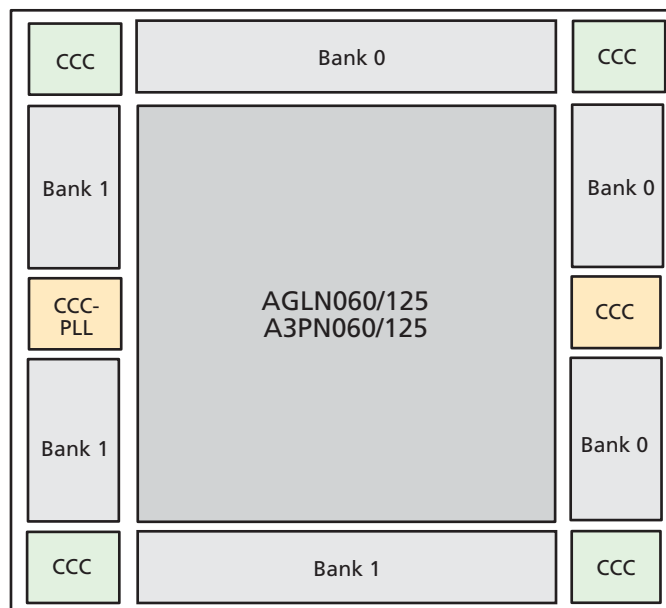 CCC
Bank 0
CCC
Bank 1
Bank 0
CCC-
PLL
AGLN060/125
A3PN060/125
CCC
Bank 1
Bank 0
CCC
Bank 1
CCC